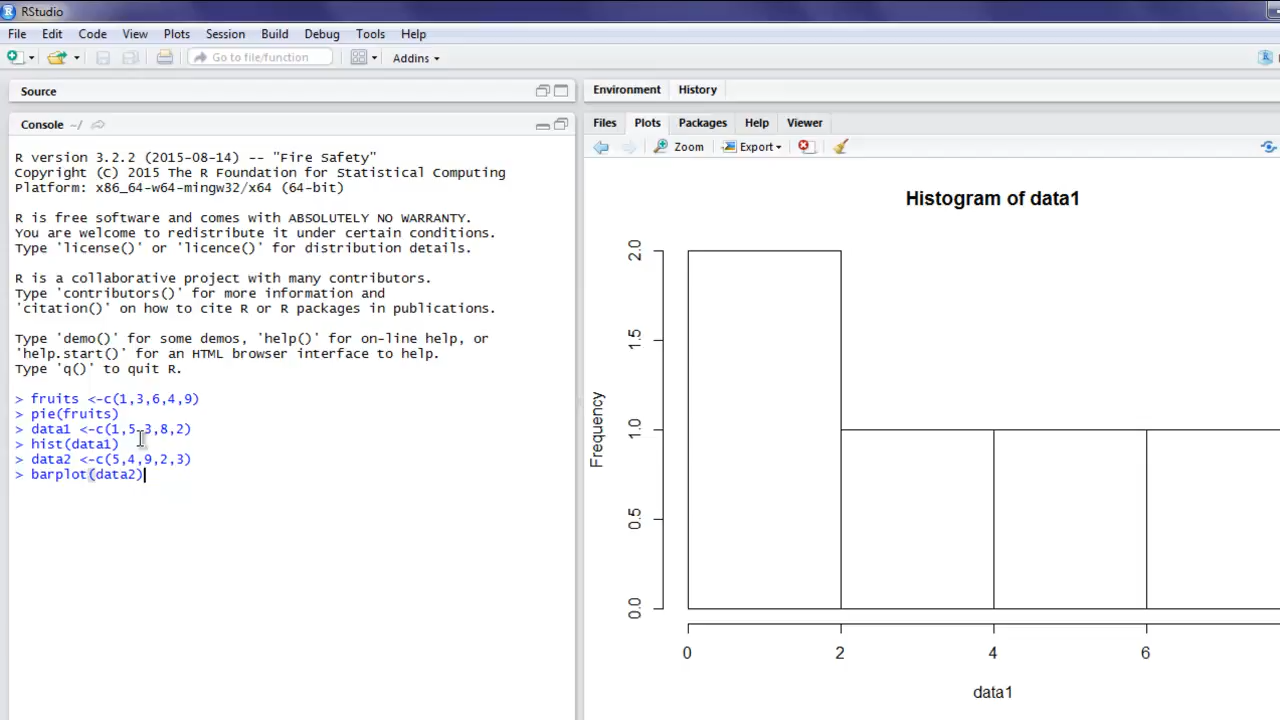 RStudio
File Edit Code View Plots Session Build Debug Tools Help
Go to file/function Addins
Source
Console ~/
R version 3.2.2 (2015-08-14) -- "Fire Safety"
Copyright (C) 2015 The R Foundation for Statistical Computing
Platform: x86_64-w64-mingw32/x64 (64-bit)
R is free software and comes with ABSOLUTELY NO WARRANTY.
You are welcome to redistribute it under certain conditions.
Type 'license()' or 'licence()' for distribution details.
R is a collaborative project with many contributors.
Type 'contributors()' for more information and
'citation()' on how to cite R or R packages in publications.
Type 'demo()' for some demos, 'help()' for on-line help, or
'help.start()' for an HTML browser interface to help.
Type 'q()' to quit R.
> fruits <-c(1,3,6,4,9)
> pie(fruits)
> data1 <-c(1,5,3,8,2)
> hist(data1)
> data2 <-c(5,4,9,2,3)
> barplot(data2)
Environment History
Files Plots Packages Help Viewer
Zoom Export
Histogram of data1
2.0
1.5
1.0
0.5
0.0
Frequency
0 2 4 6
data1